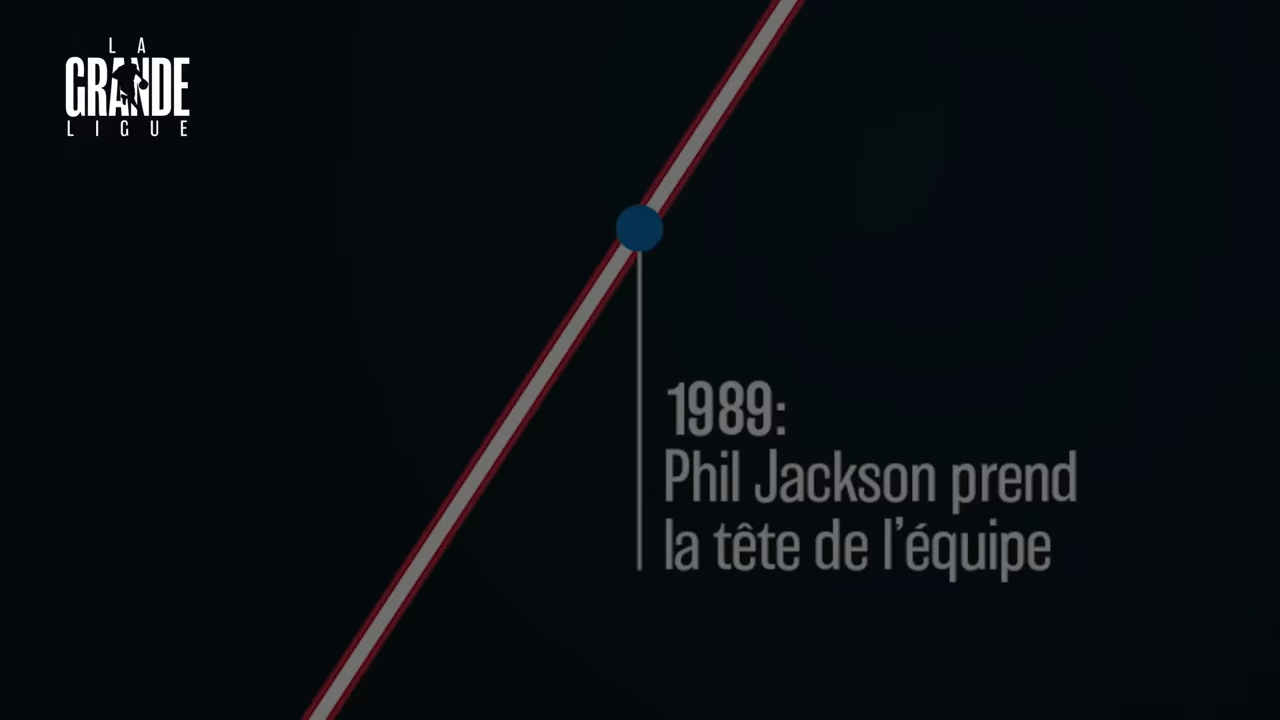 LA
GRANDE
LIGUE
1989:
Phil Jackson prend
la tête de l’équipe